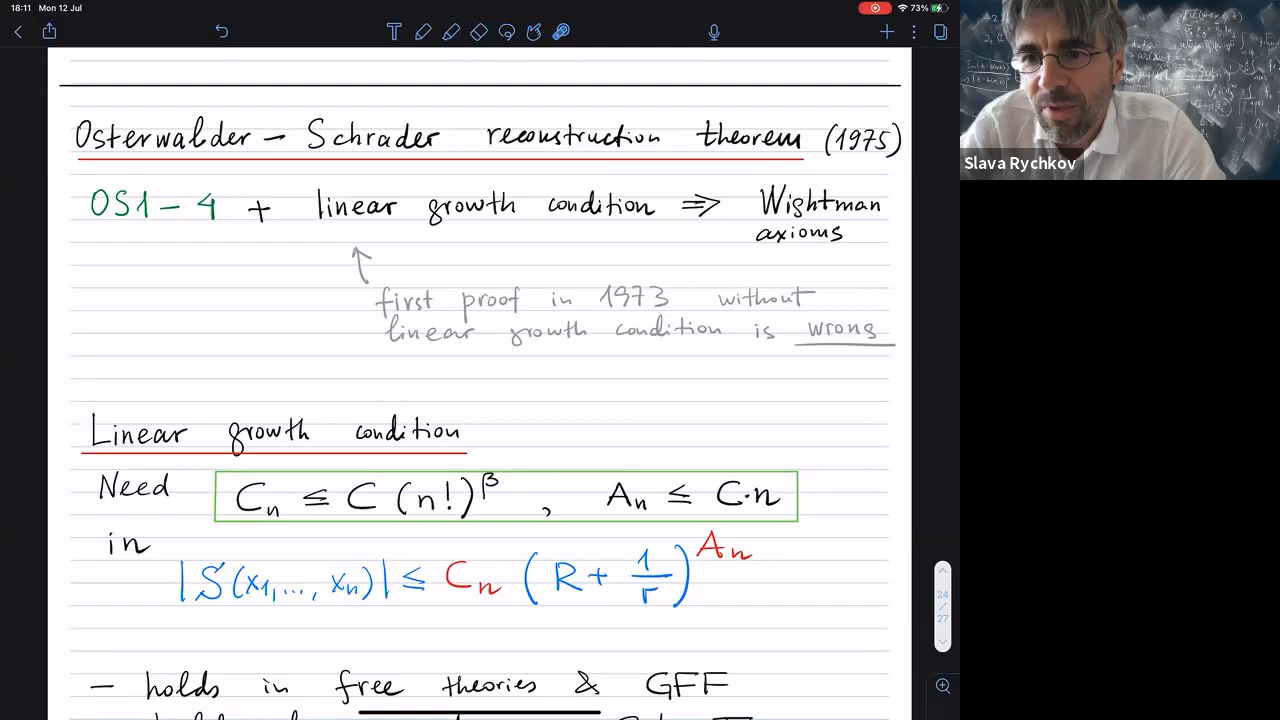 18:11 Mon 12 Jul
73%
Osterwalder – Schrader reconstruction theorem (1975)
OS1 – 4 + linear growth condition ⇒ Wightman
axioms
first proof in 1973 without
linear growth condition is wrong
Linear growth condition
Need Cn ≤ C (n!)^β , An ≤ C·n
in
|S(x1,..., xn)| ≤ Cn (R + 1/r)^An
– holds in free theories & GFF
24
/
27
Slava Rychkov